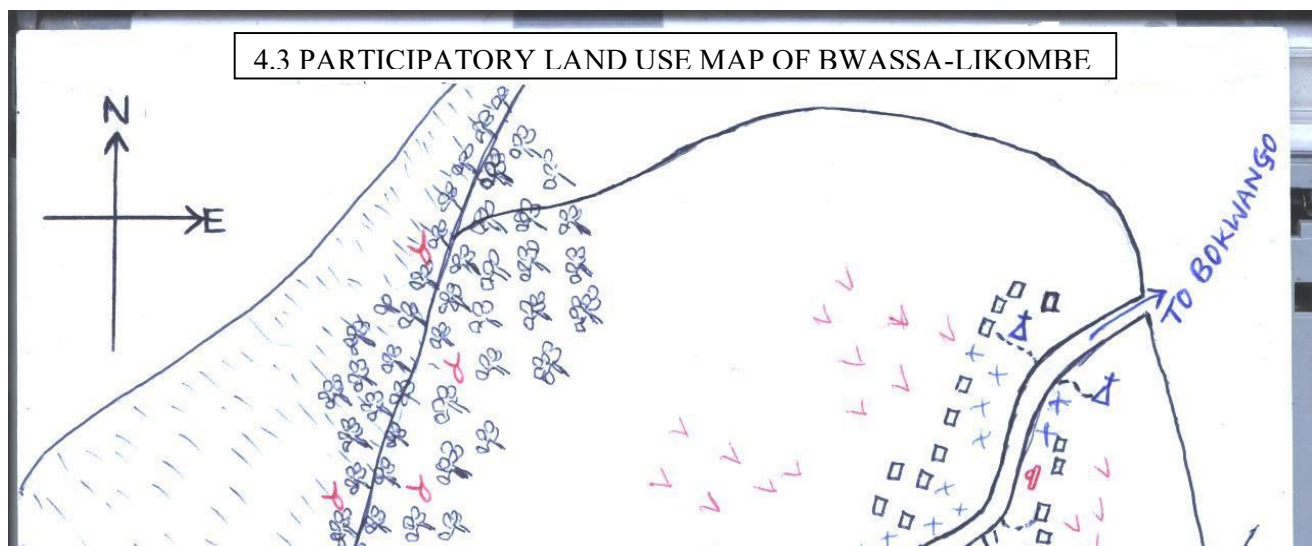 4.3 PARTICIPATORY LAND USE MAP OF BWASSA-LIKOMBE
N
E
TO BOKWANGO